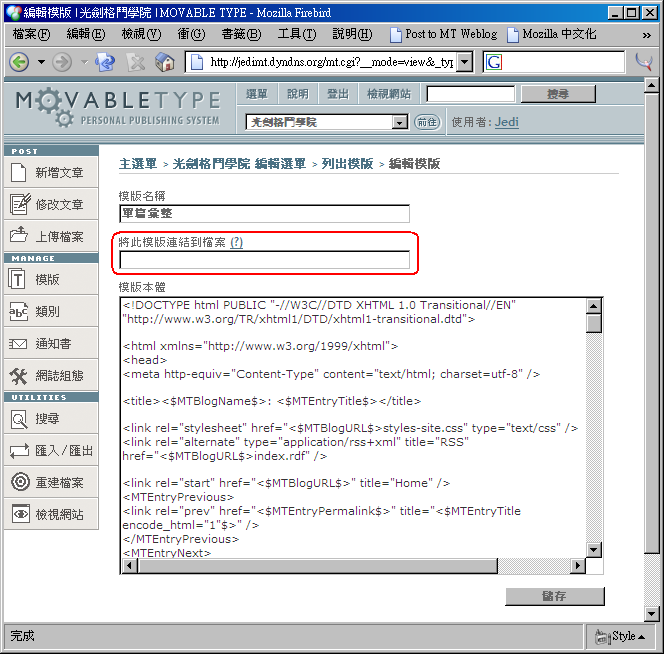 編輯模版 | 光劍格鬥學院 | MOVABLE TYPE - Mozilla Firebird
檔案(F) 編輯(E) 檢視(V) 衝(G) 書籤(B) 工具(T) 說明(H) Post to MT Weblog Mozilla 中文化 »
http://jedimt.dyndns.org/mt.cgi?__mode=view&_typ
G
MOVABLETYPE
PERSONAL PUBLISHING SYSTEM
選單 說明 登出 檢視網站 搜尋
光劍格鬥學院 前往 使用者: Jedi
POST
新增文章
修改文章
上傳檔案
MANAGE
模版
類別
通知書
網誌組態
UTILITIES
搜尋
匯入/匯出
重建檔案
檢視網站
主選單 > 光劍格鬥學院 編輯選單 > 列出模版 > 編輯模版
模版名稱
單篇彙整
將此模版連結到檔案 (?)
模版本體
<!DOCTYPE html PUBLIC "-//W3C//DTD XHTML 1.0 Transitional//EN"
"http://www.w3.org/TR/xhtml1/DTD/xhtml1-transitional.dtd">
<html xmlns="http://www.w3.org/1999/xhtml">
<head>
<meta http-equiv="Content-Type" content="text/html; charset=utf-8" />
<title><$MTBlogName$>: <$MTEntryTitle$></title>
<link rel="stylesheet" href="<$MTBlogURL$>styles-site.css" type="text/css" />
<link rel="alternate" type="application/rss+xml" title="RSS"
href="<$MTBlogURL$>index.rdf" />
<link rel="start" href="<$MTBlogURL$>" title="Home" />
<MTEntryPrevious>
<link rel="prev" href="<$MTEntryPermalink$>" title="<$MTEntryTitle
encode_html="1"$>" />
</MTEntryPrevious>
<MTEntryNext>
儲存
完成
Style